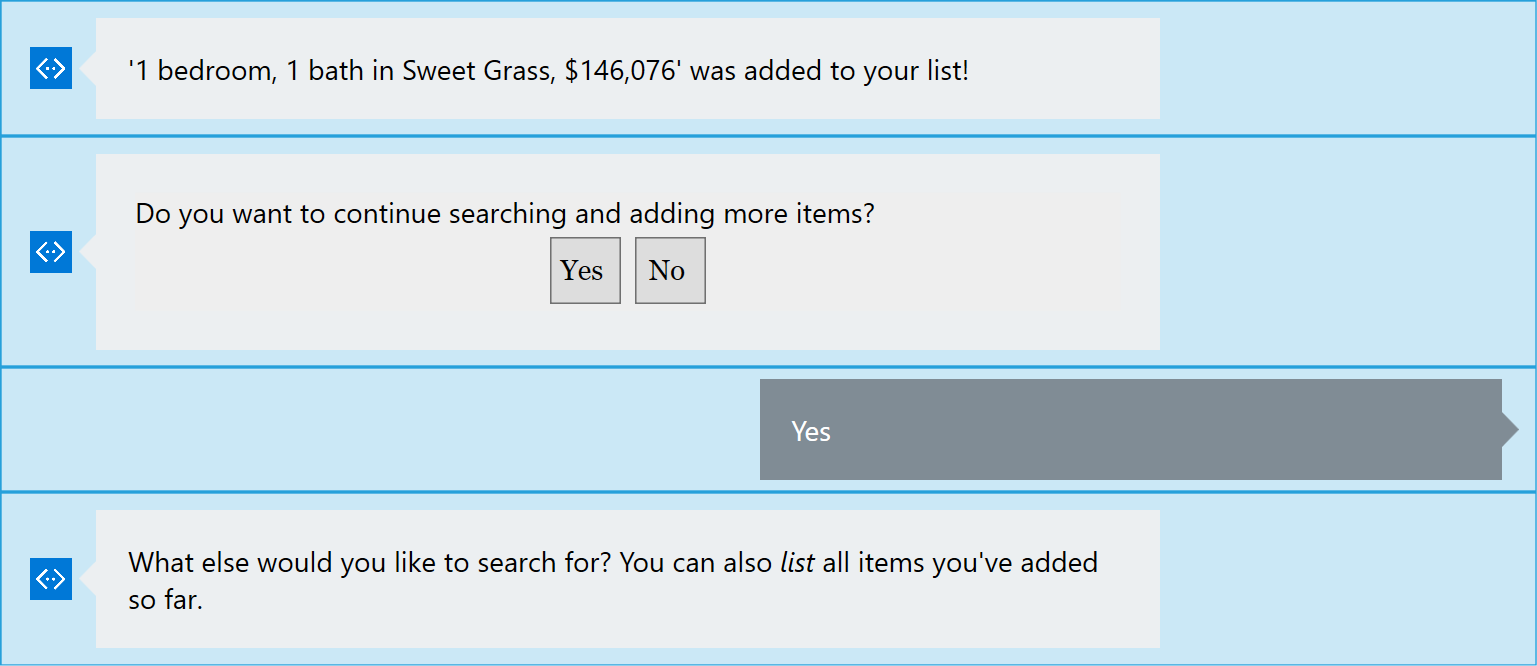 '1 bedroom, 1 bath in Sweet Grass, $146,076' was added to your list!
Do you want to continue searching and adding more items?
Yes No
Yes
What else would you like to search for? You can also list all items you've added
so far.